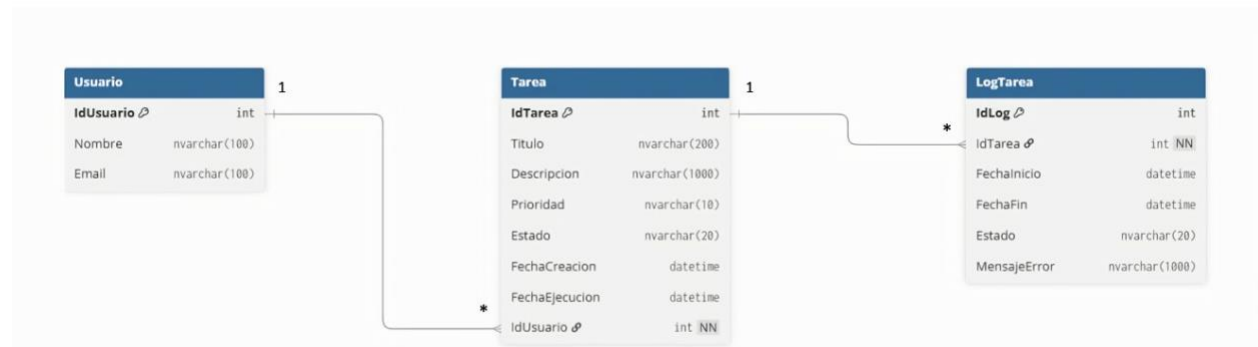 Usuario
IdUsuario int
Nombre nvarchar(100)
Email nvarchar(100)
1
*
Tarea
IdTarea int
Titulo nvarchar(200)
Descripcion nvarchar(1000)
Prioridad nvarchar(10)
Estado nvarchar(20)
FechaCreacion datetime
FechaEjecucion datetime
IdUsuario int NN
1
*
LogTarea
IdLog int
IdTarea int NN
FechaInicio datetime
FechaFin datetime
Estado nvarchar(20)
MensajeError nvarchar(1000)